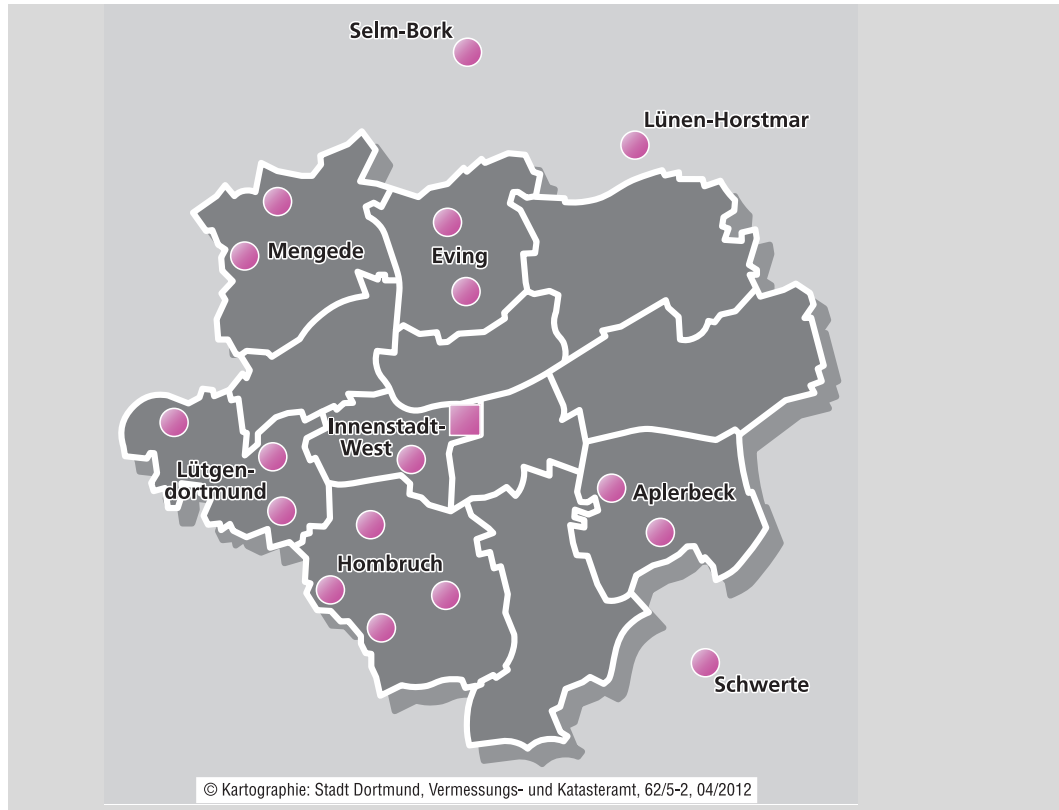 Selm-Bork
Lünen-Horstmar
Mengede
Eving
Innenstadt-
West
Lütgen-
dortmund
Aplerbeck
Hombruch
Schwerte
© Kartographie: Stadt Dortmund, Vermessungs- und Katasteramt, 62/5-2, 04/2012